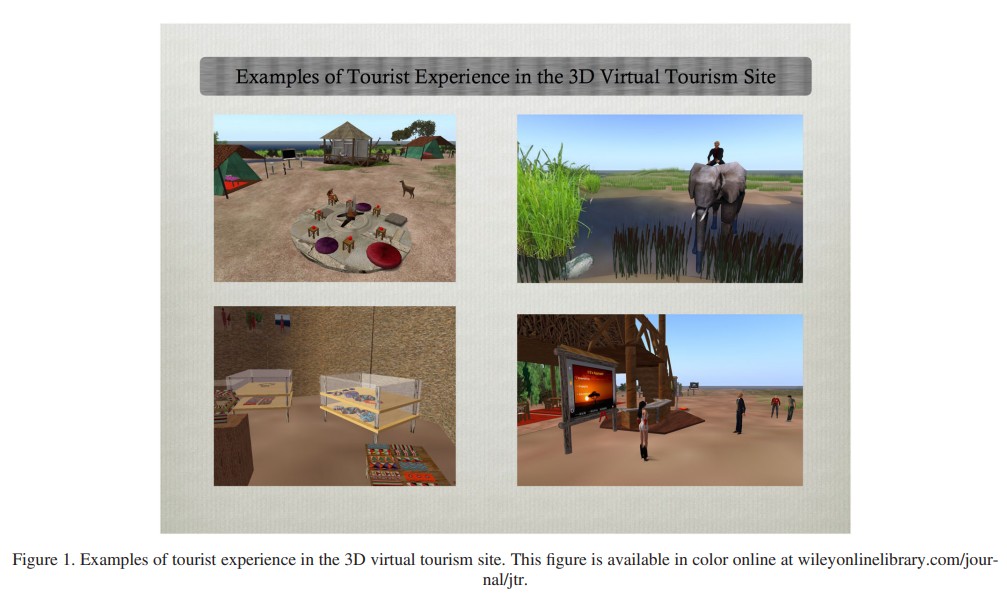 Examples of Tourist Experience in the 3D Virtual Tourism Site
Figure 1. Examples of tourist experience in the 3D virtual tourism site. This figure is available in color online at wileyonlinelibrary.com/jour-
nal/jtr.